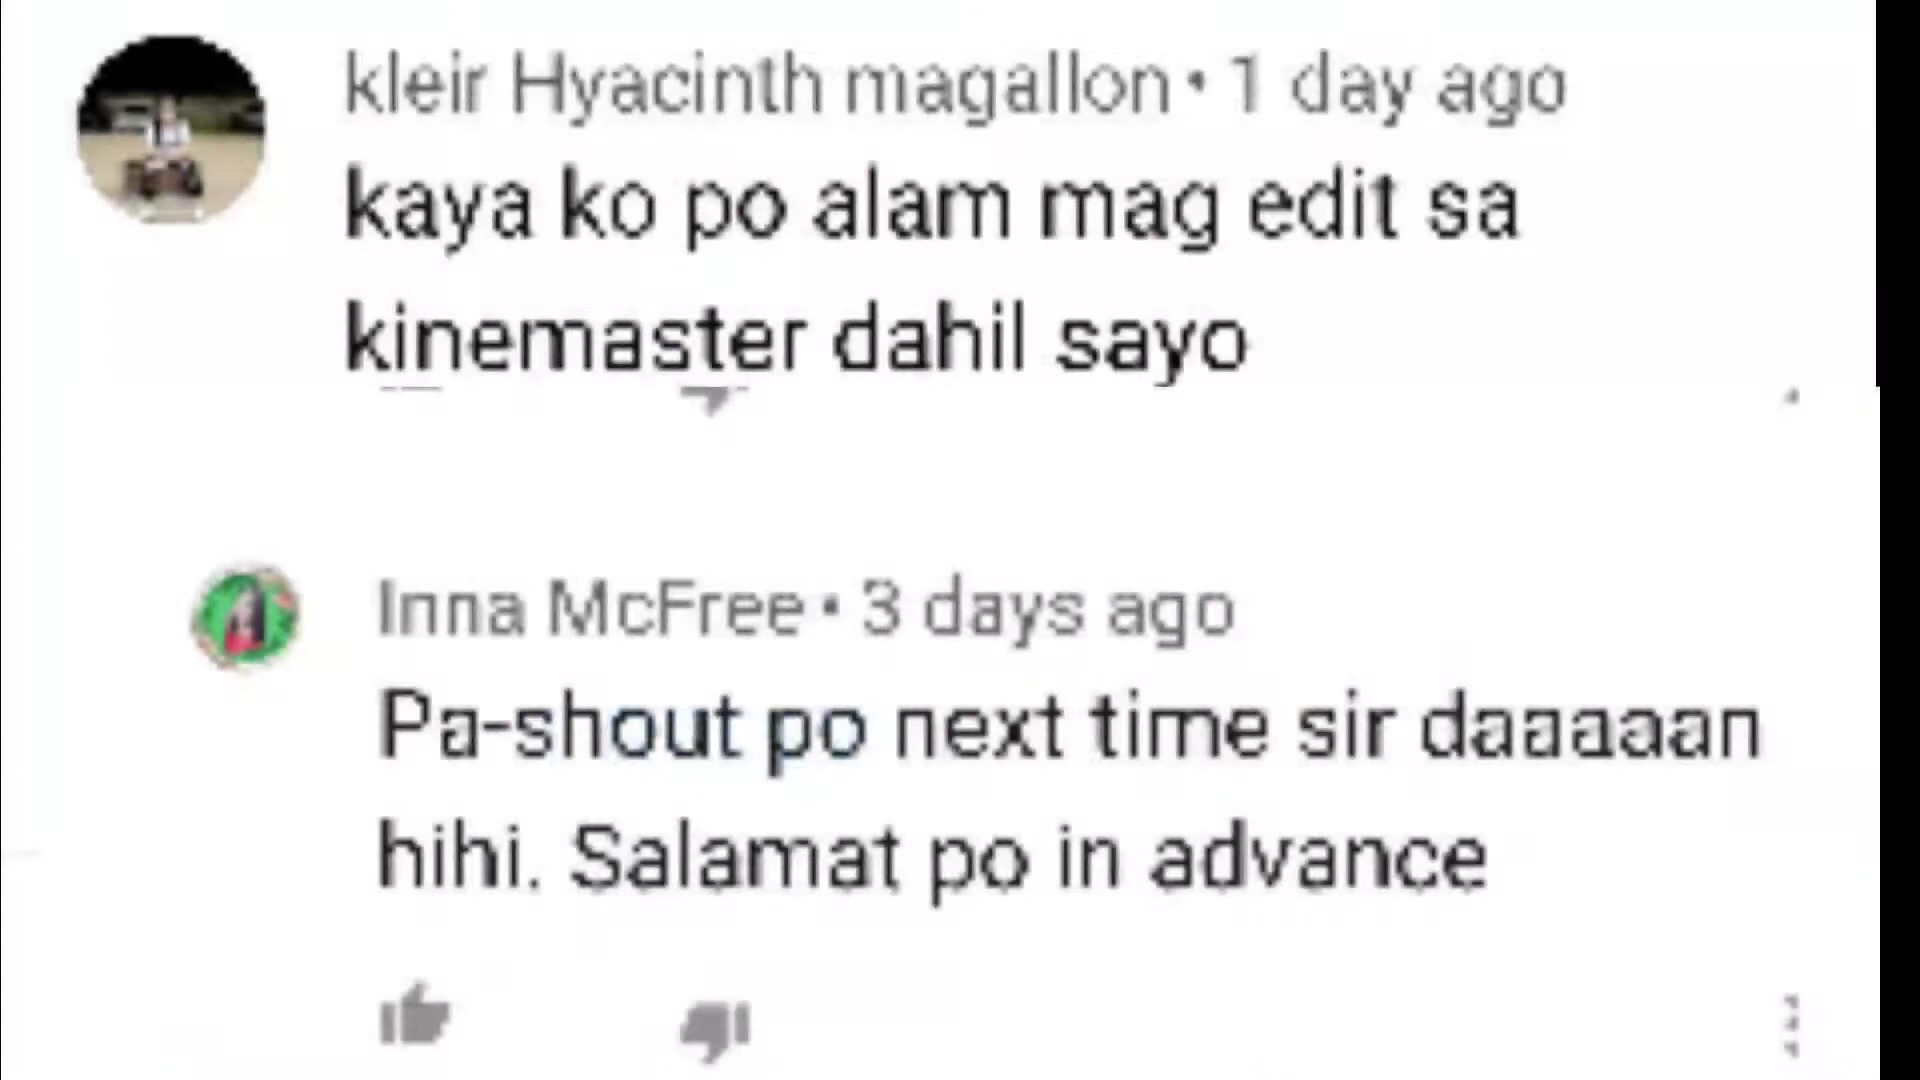 kleir Hyacinth magallon • 1 day ago
kaya ko po alam mag edit sa
kinemaster dahil sayo
Inna McFree • 3 days ago
Pa-shout po next time sir daaaaan
hihi. Salamat po in advance